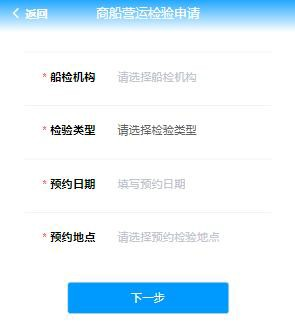 返回 商船营运检验申请
* 船检机构 请选择船检机构
* 检验类型 请选择检验类型
* 预约日期 填写预约日期
* 预约地点 请选择预约检验地点
下一步